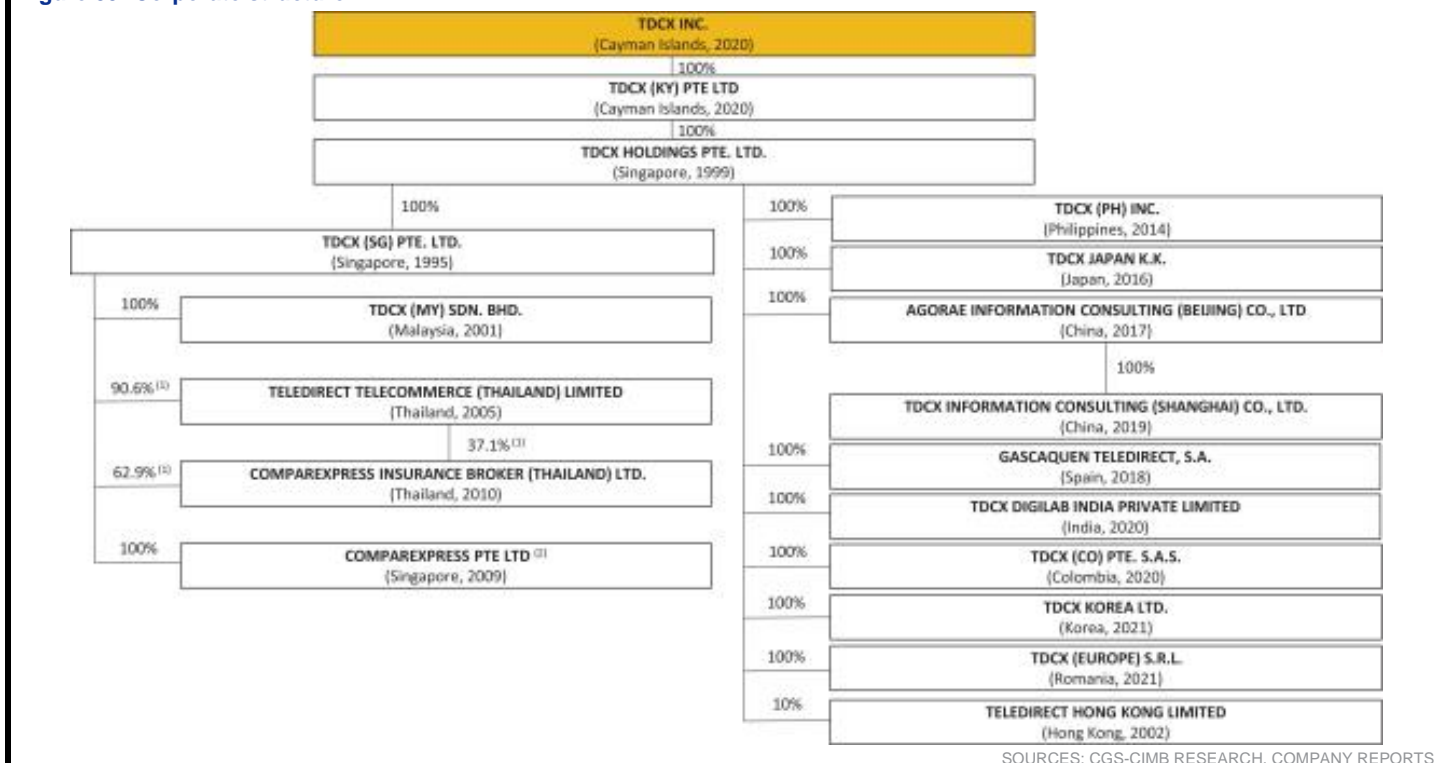 TDCX INC.
(Cayman Islands, 2020)
100%
TDCX (KY) PTE LTD
(Cayman Islands, 2020)
100%
TDCX HOLDINGS PTE. LTD.
(Singapore, 1999)
100%
TDCX (SG) PTE. LTD.
(Singapore, 1995)
100%
TDCX (MY) SDN. BHD.
(Malaysia, 2001)
90.6% (1)
TELEDIRECT TELECOMMERCE (THAILAND) LIMITED
(Thailand, 2005)
37.1%
62.9% (1)
COMPAREXPRESS INSURANCE BROKER (THAILAND) LTD.
(Thailand, 2010)
100%
COMPAREXPRESS PTE LTD (2)
(Singapore, 2009)
100%
TDCX (PH) INC.
(Philippines, 2014)
100%
TDCX JAPAN K.K.
(Japan, 2016)
100%
AGORAE INFORMATION CONSULTING (BEIJING) CO., LTD
(China, 2017)
100%
TDCX INFORMATION CONSULTING (SHANGHAI) CO., LTD.
(China, 2019)
100%
GASCAQUEN TELEDIRECT, S.A.
(Spain, 2018)
100%
TDCX DIGILAB INDIA PRIVATE LIMITED
(India, 2020)
100%
TDCX (CO) PTE. S.A.S.
(Colombia, 2020)
100%
TDCX KOREA LTD.
(Korea, 2021)
100%
TDCX (EUROPE) S.R.L.
(Romania, 2021)
10%
TELEDIRECT HONG KONG LIMITED
(Hong Kong, 2002)
SOURCES: CGS-CIMB RESEARCH, COMPANY REPORTS